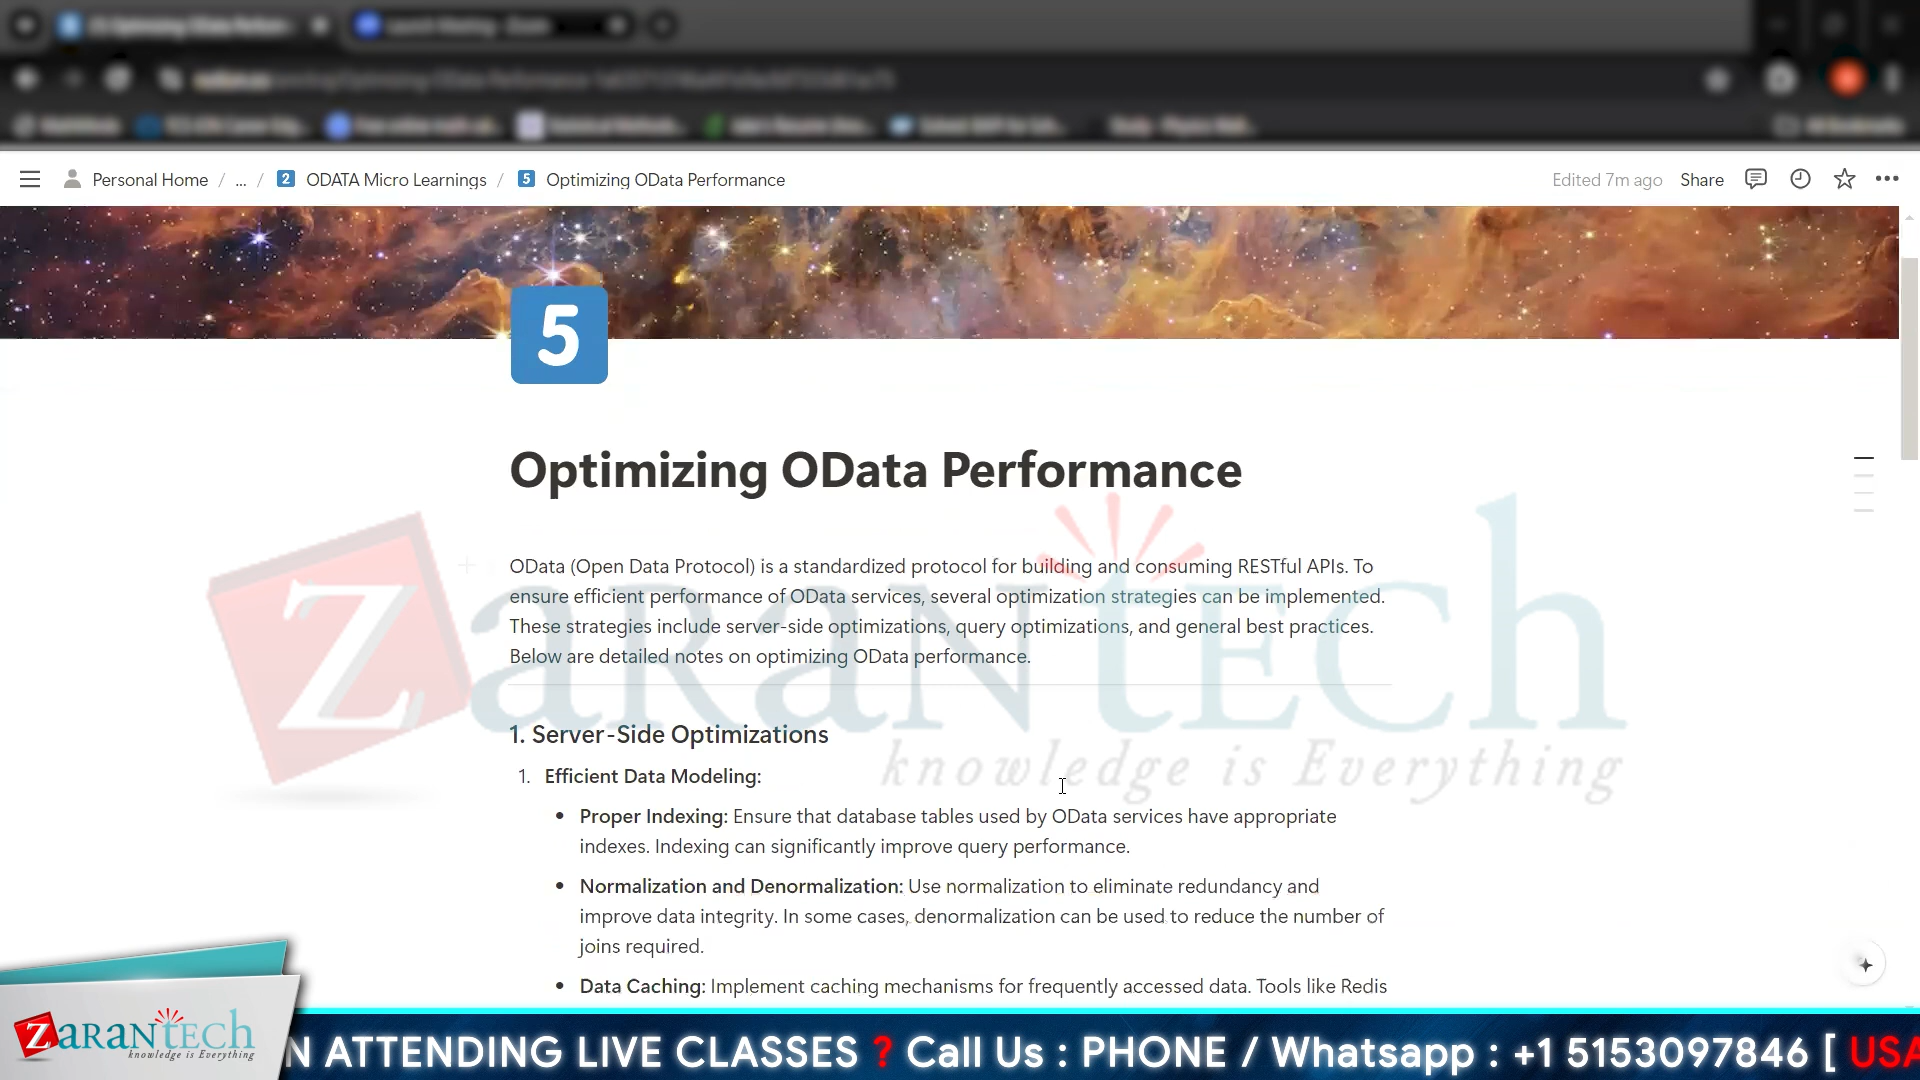 Personal Home / ... / 2 ODATA Micro Learnings / 5 Optimizing OData Performance
Edited 7m ago Share
5
Optimizing OData Performance
OData (Open Data Protocol) is a standardized protocol for building and consuming RESTful APIs. To
ensure efficient performance of OData services, several optimization strategies can be implemented.
These strategies include server-side optimizations, query optimizations, and general best practices.
Below are detailed notes on optimizing OData performance.
ZaranTech
knowledge is Everything
1. Server-Side Optimizations
1. Efficient Data Modeling:
• Proper Indexing: Ensure that database tables used by OData services have appropriate
indexes. Indexing can significantly improve query performance.
• Normalization and Denormalization: Use normalization to eliminate redundancy and
improve data integrity. In some cases, denormalization can be used to reduce the number of
joins required.
• Data Caching: Implement caching mechanisms for frequently accessed data. Tools like Redis
ZaranTech
knowledge is Everything
N ATTENDING LIVE CLASSES ? Call Us : PHONE / Whatsapp : +1 5153097846 [ USA